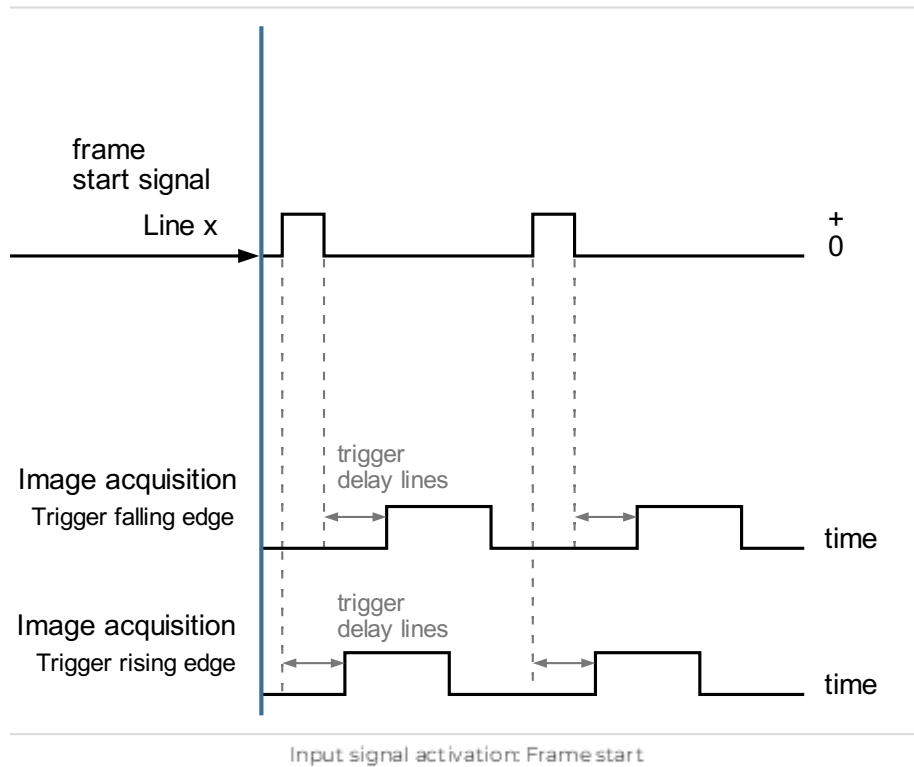 frame
start signal
Line x
+
0
trigger
delay lines
Image acquisition
Trigger falling edge
time
trigger
delay lines
Image acquisition
Trigger rising edge
time
Input signal activation: Frame start